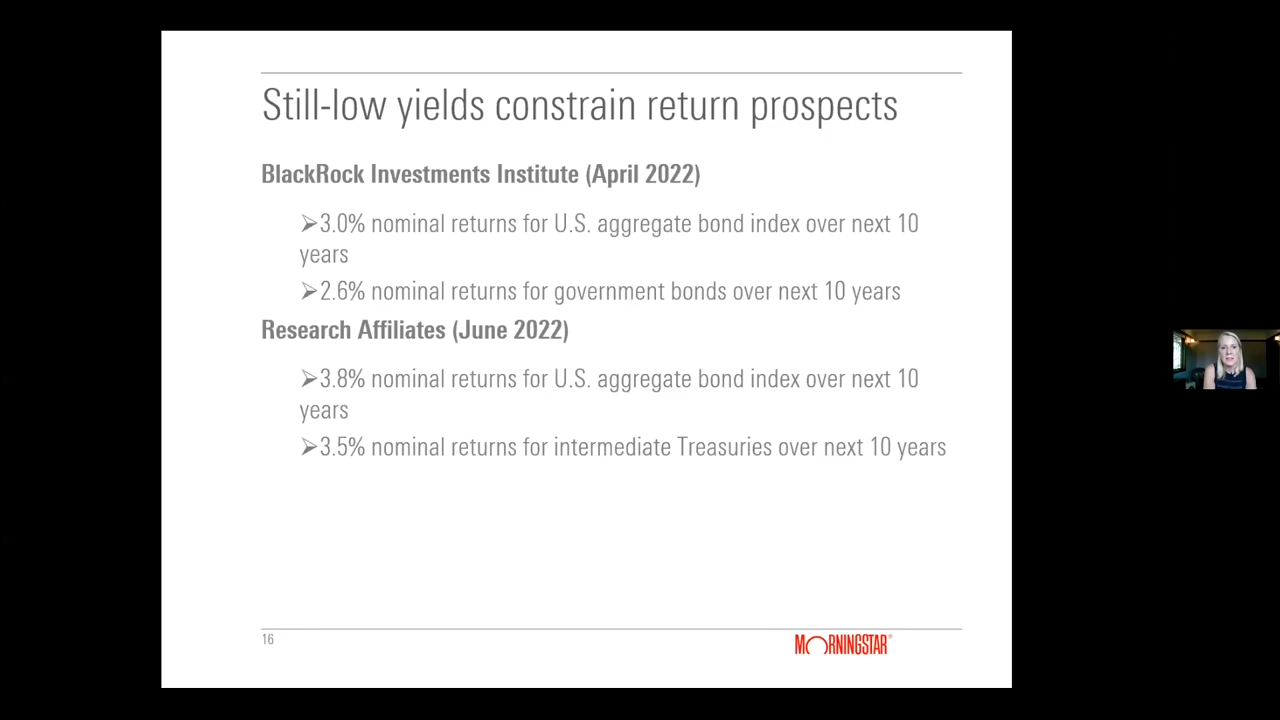 Still-low yields constrain return prospects
BlackRock Investments Institute (April 2022)
➢3.0% nominal returns for U.S. aggregate bond index over next 10
years
➢2.6% nominal returns for government bonds over next 10 years
Research Affiliates (June 2022)
➢3.8% nominal returns for U.S. aggregate bond index over next 10
years
➢3.5% nominal returns for intermediate Treasuries over next 10 years
16
MORNINGSTAR®